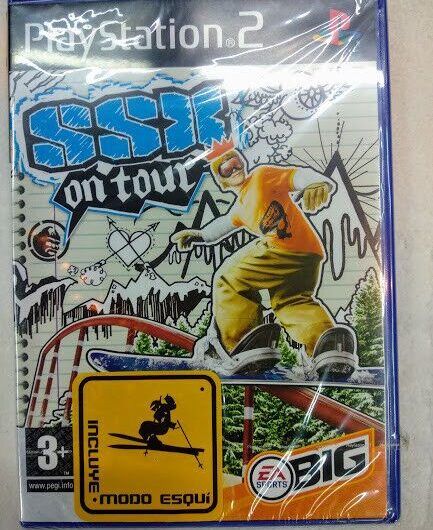 PlayStation®2
SSX
on tour
INCLUYE
MODO ESQUÍ
3+
www.pegi.info
EA
SPORTS
BIG